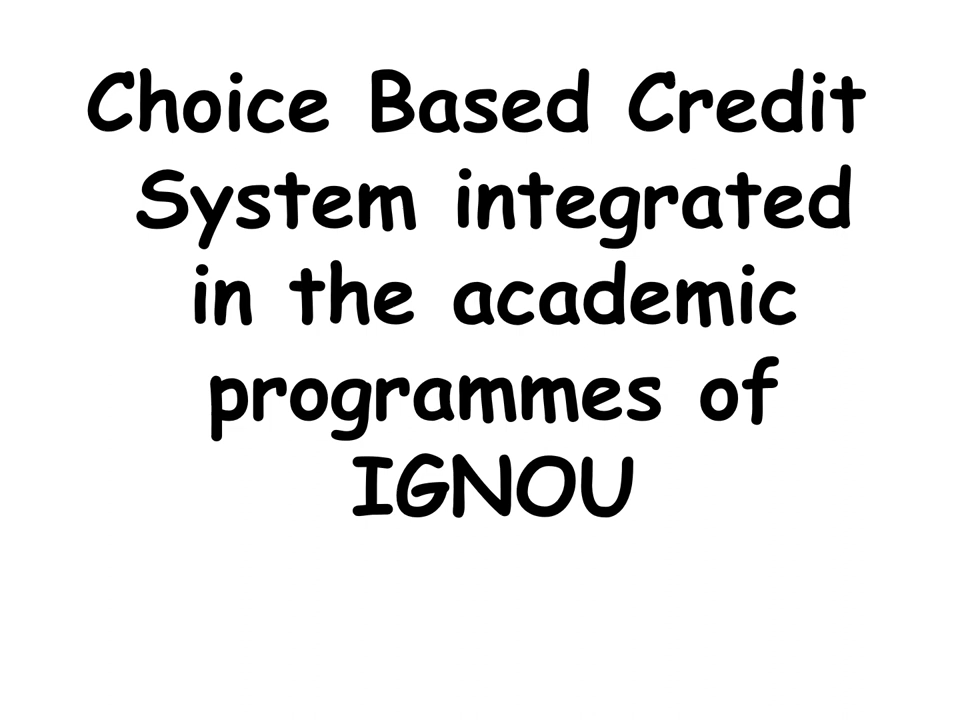 Choice Based Credit
System integrated
in the academic
programmes of
IGNOU